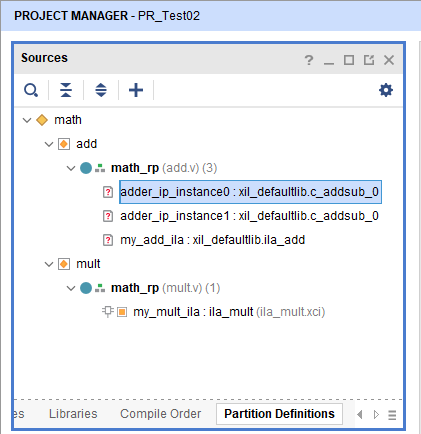 PROJECT MANAGER - PR_Test02
Sources
math
add
math_rp (add.v) (3)
adder_ip_instance0 : xil_defaultlib.c_addsub_0
adder_ip_instance1 : xil_defaultlib.c_addsub_0
my_add_ila : xil_defaultlib.ila_add
mult
math_rp (mult.v) (1)
my_mult_ila : ila_mult (ila_mult.xci)
es Libraries Compile Order Partition Definitions